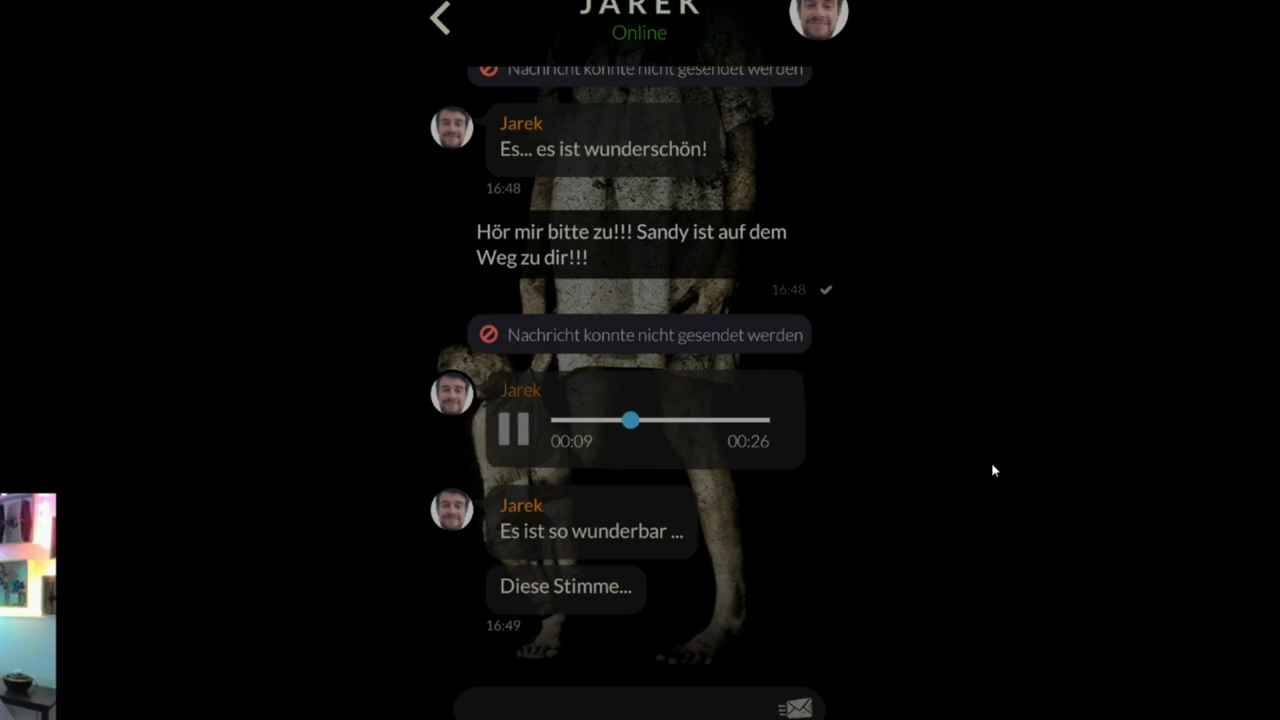 JAREK
Online
Nachricht konnte nicht gesendet werden
Jarek
Es... es ist wunderschön!
16:48
Hör mir bitte zu!!! Sandy ist auf dem
Weg zu dir!!!
16:48
Nachricht konnte nicht gesendet werden
Jarek
00:09
00:26
Jarek
Es ist so wunderbar ...
Diese Stimme...
16:49